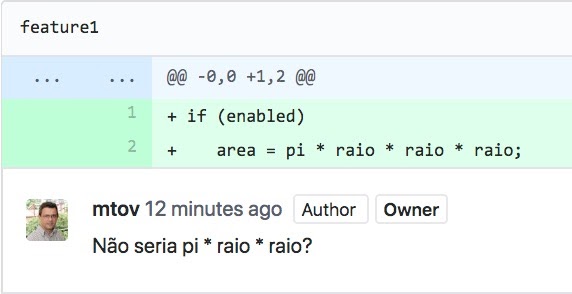 feature1
... ... @@ -0,0 +1,2 @@
1 + if (enabled)
2 +    area = pi * raio * raio * raio;
mtov 12 minutes ago Author Owner
Não seria pi * raio * raio?